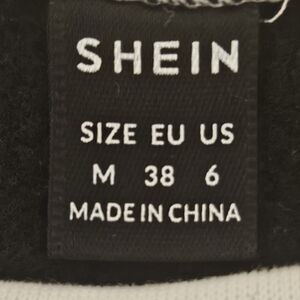 SHEIN
SIZE EU US
M 38 6
MADE IN CHINA